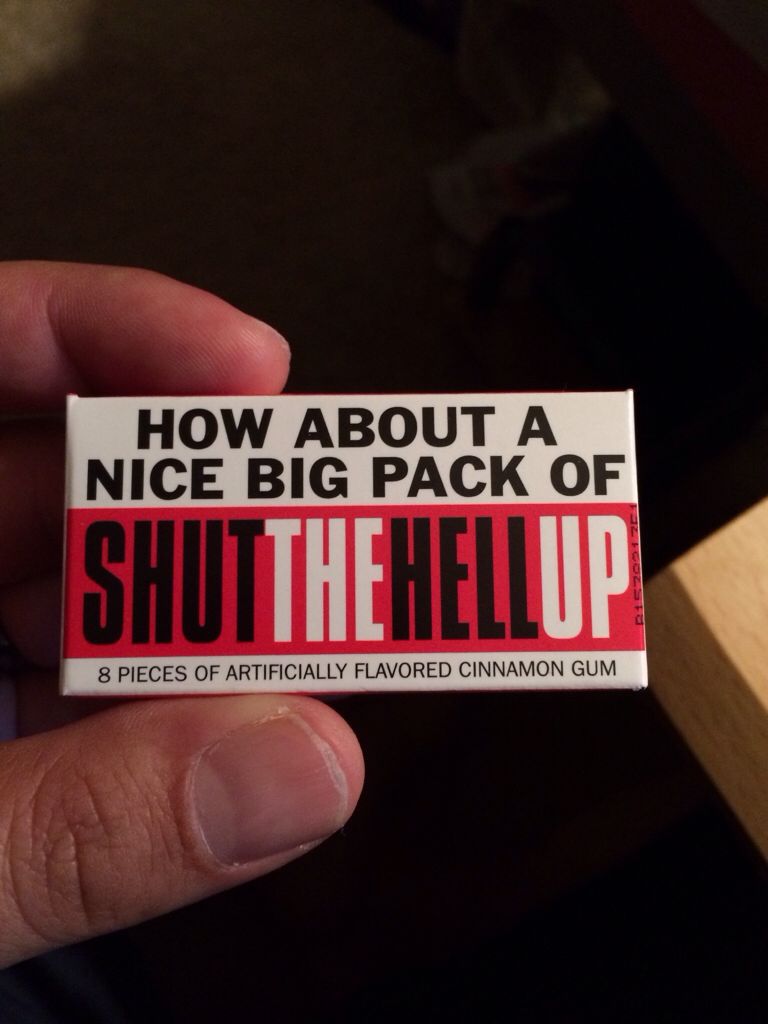 HOW ABOUT A
NICE BIG PACK OF
SHUTTHEHELLUP
8 PIECES OF ARTIFICIALLY FLAVORED CINNAMON GUM